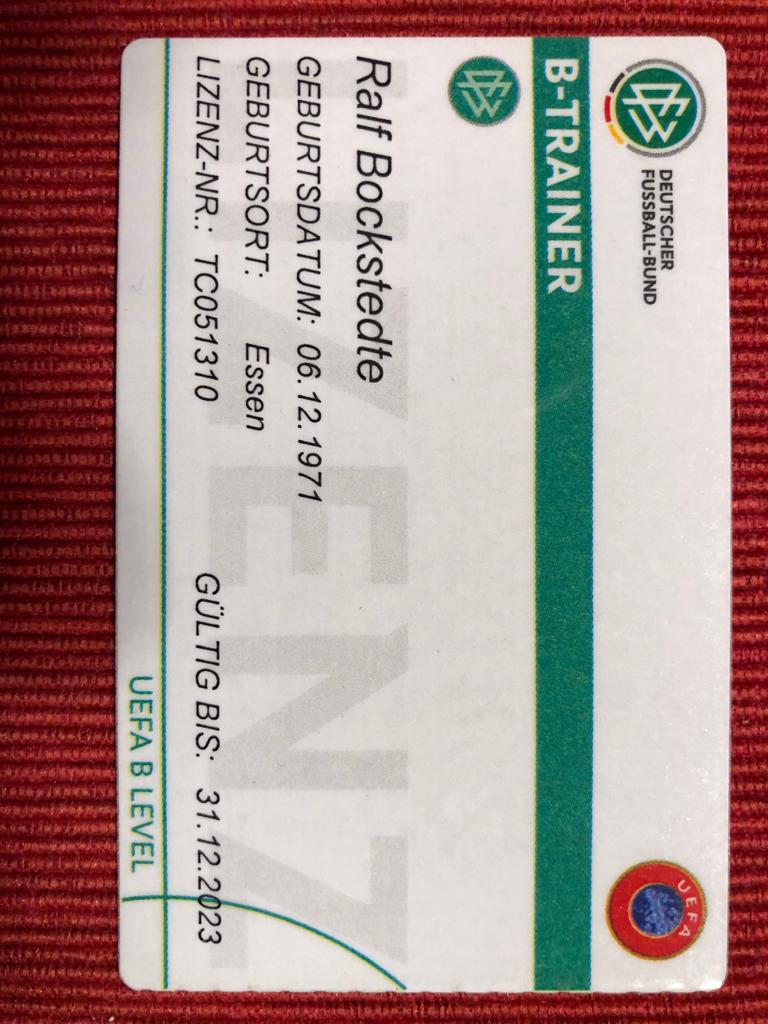 DEUTSCHER
FUSSBALL-BUND
UEFA
B-TRAINER
LIZENZ
Ralf Bockstedte
GEBURTSDATUM: 06.12.1971
GEBURTSORT: Essen
LIZENZ-NR.: TC051310 GÜLTIG BIS: 31.12.2023
UEFA B LEVEL